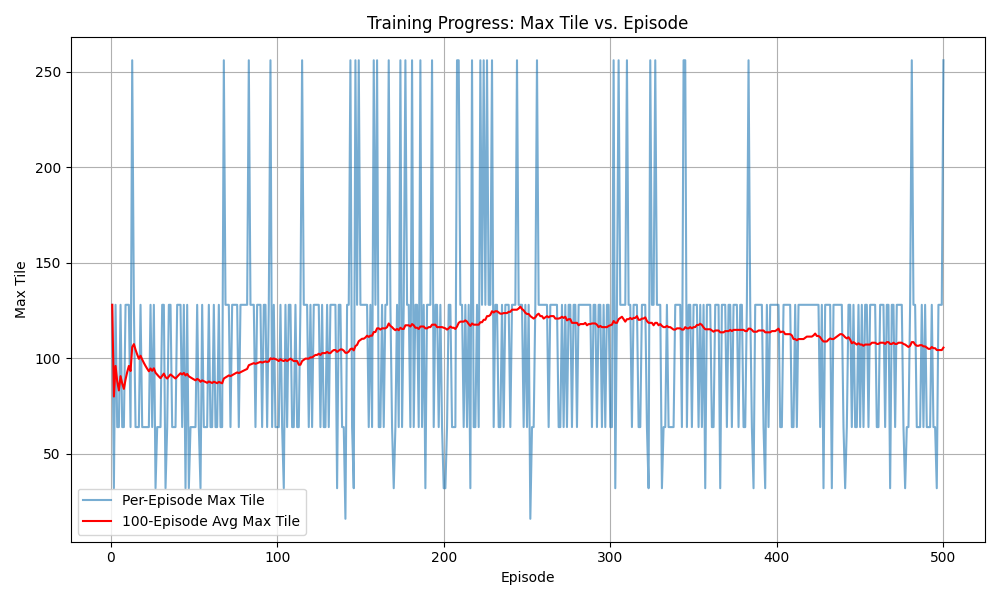 Training Progress: Max Tile vs. Episode
Max Tile
250
200
150
100
50
Per-Episode Max Tile
100-Episode Avg Max Tile
0
100
200
300
400
500
Episode